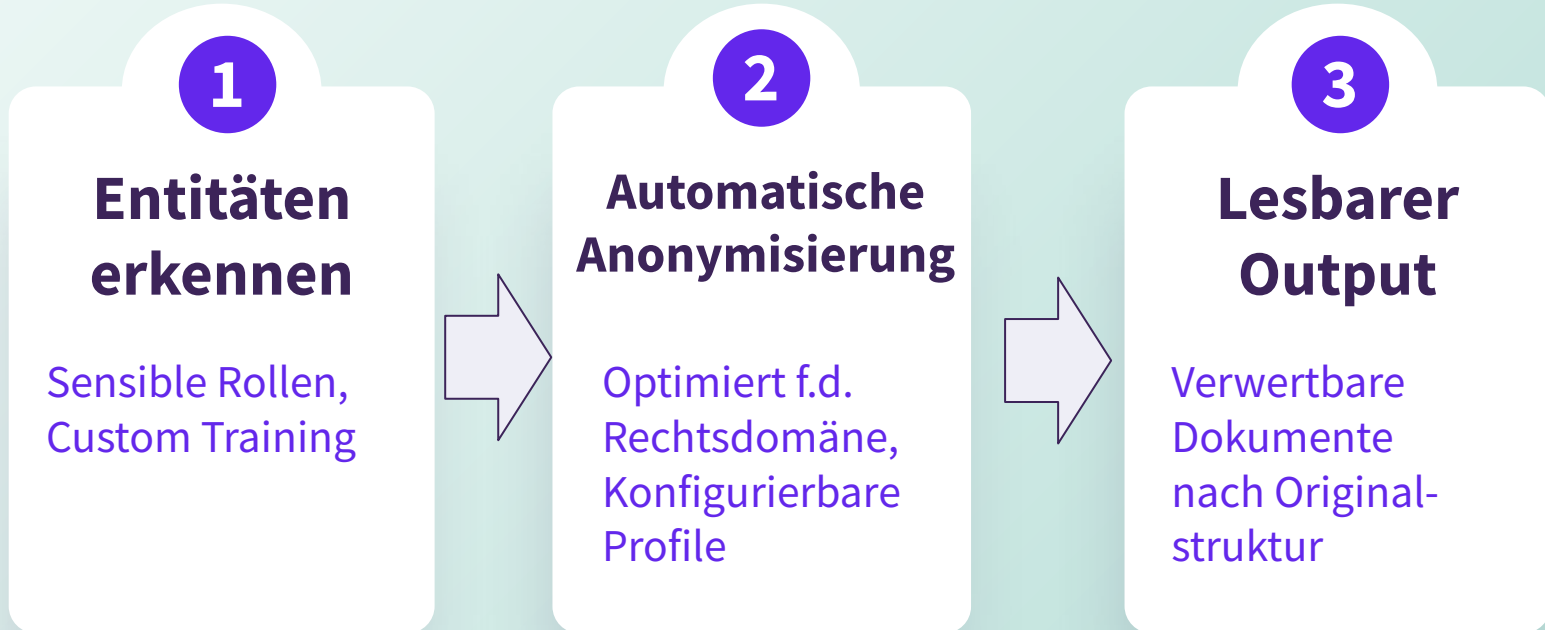 1
Entitäten
erkennen
Sensible Rollen,
Custom Training
2
Automatische
Anonymisierung
Optimiert f.d.
Rechtsdomäne,
Konfigurierbare
Profile
3
Lesbarer
Output
Verwertbare
Dokumente
nach Original-
struktur